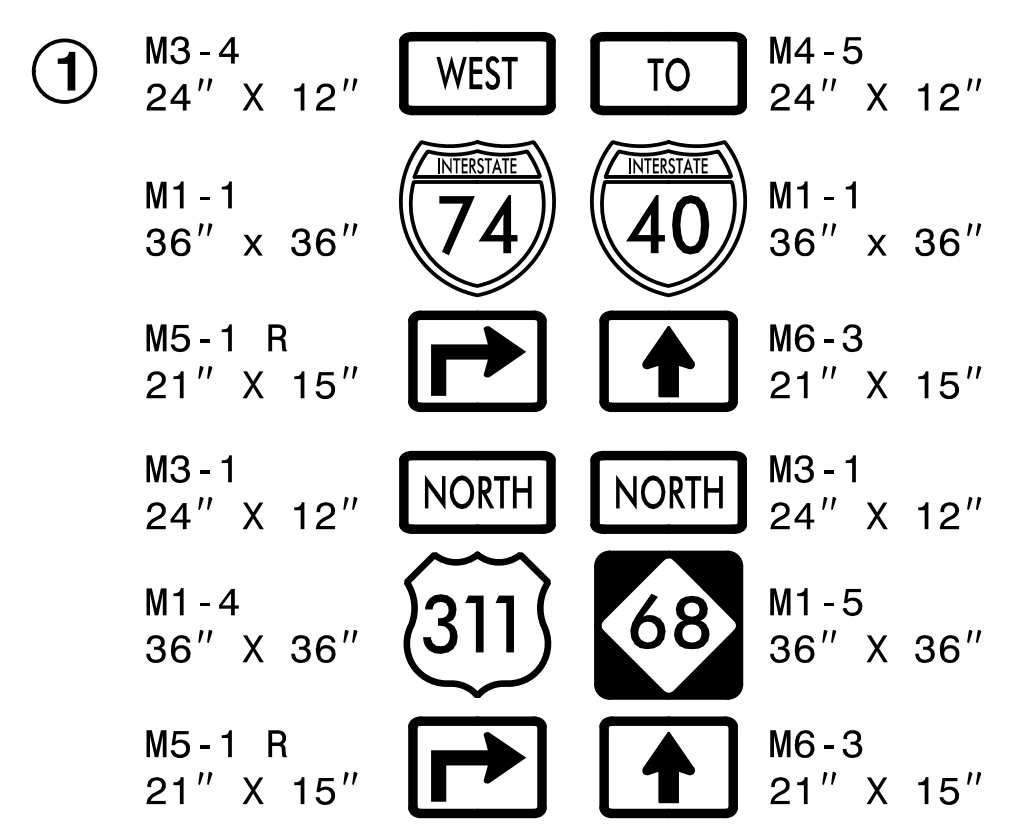 1
M3-4
24" X 12"
WEST
TO
M4-5
24" X 12"
M1-1
36" x 36"
INTERSTATE
74
INTERSTATE
40
M1-1
36" x 36"
M5-1 R
21" X 15"
M6-3
21" X 15"
M3-1
24" X 12"
NORTH
NORTH
M3-1
24" X 12"
M1-4
36" X 36"
311
68
M1-5
36" X 36"
M5-1 R
21" X 15"
M6-3
21" X 15"